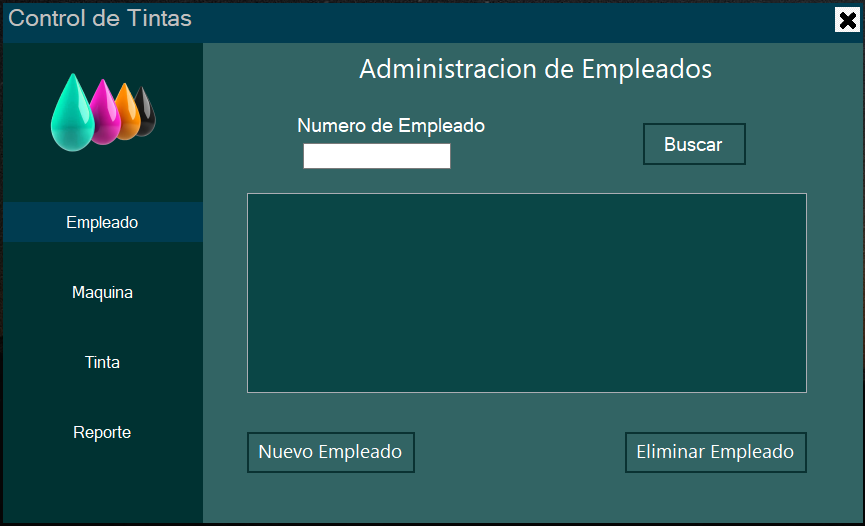 Control de Tintas
Administracion de Empleados
Numero de Empleado
Buscar
Empleado
Maquina
Tinta
Reporte
Nuevo Empleado
Eliminar Empleado